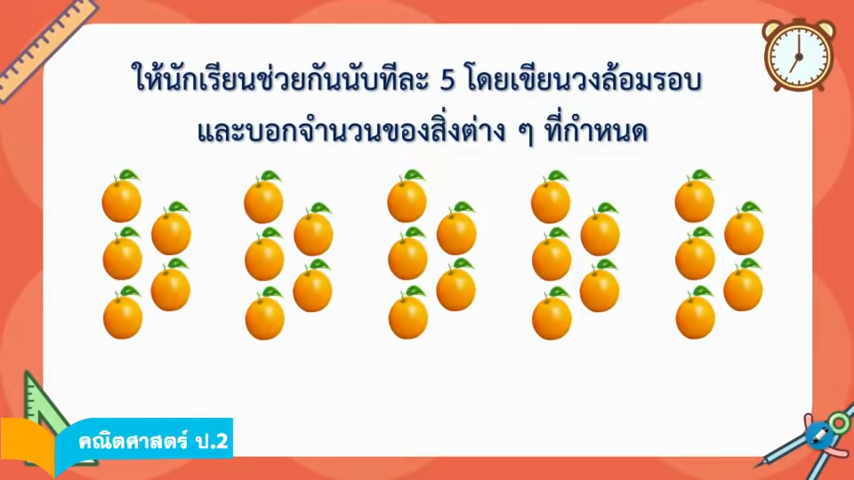 ให้นักเรียนช่วยกันนับทีละ 5 โดยเขียนวงล้อมรอบ
และบอกจำนวนของสิ่งต่าง ๆ ที่กำหนด
คณิตศาสตร์ ป.2